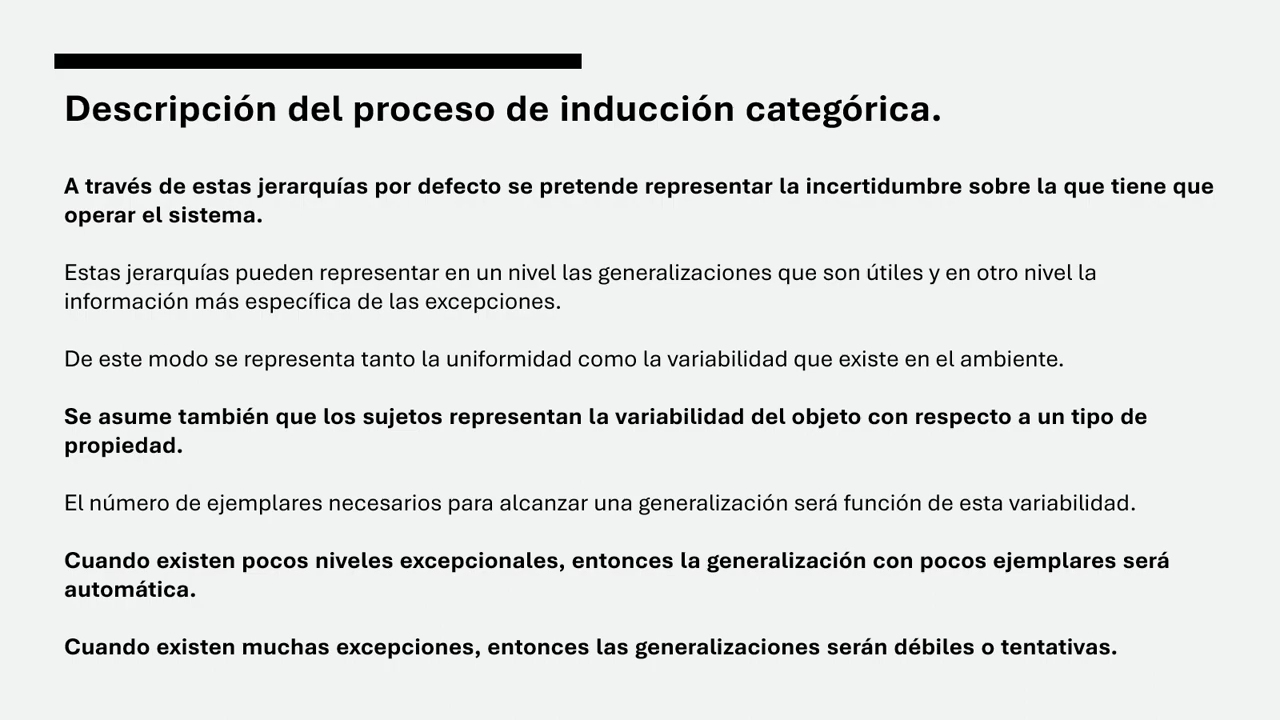 Descripción del proceso de inducción categórica.
A través de estas jerarquías por defecto se pretende representar la incertidumbre sobre la que tiene que
operar el sistema.
Estas jerarquías pueden representar en un nivel las generalizaciones que son útiles y en otro nivel la
información más específica de las excepciones.
De este modo se representa tanto la uniformidad como la variabilidad que existe en el ambiente.
Se asume también que los sujetos representan la variabilidad del objeto con respecto a un tipo de
propiedad.
El número de ejemplares necesarios para alcanzar una generalización será función de esta variabilidad.
Cuando existen pocos niveles excepcionales, entonces la generalización con pocos ejemplares será
automática.
Cuando existen muchas excepciones, entonces las generalizaciones serán débiles o tentativas.